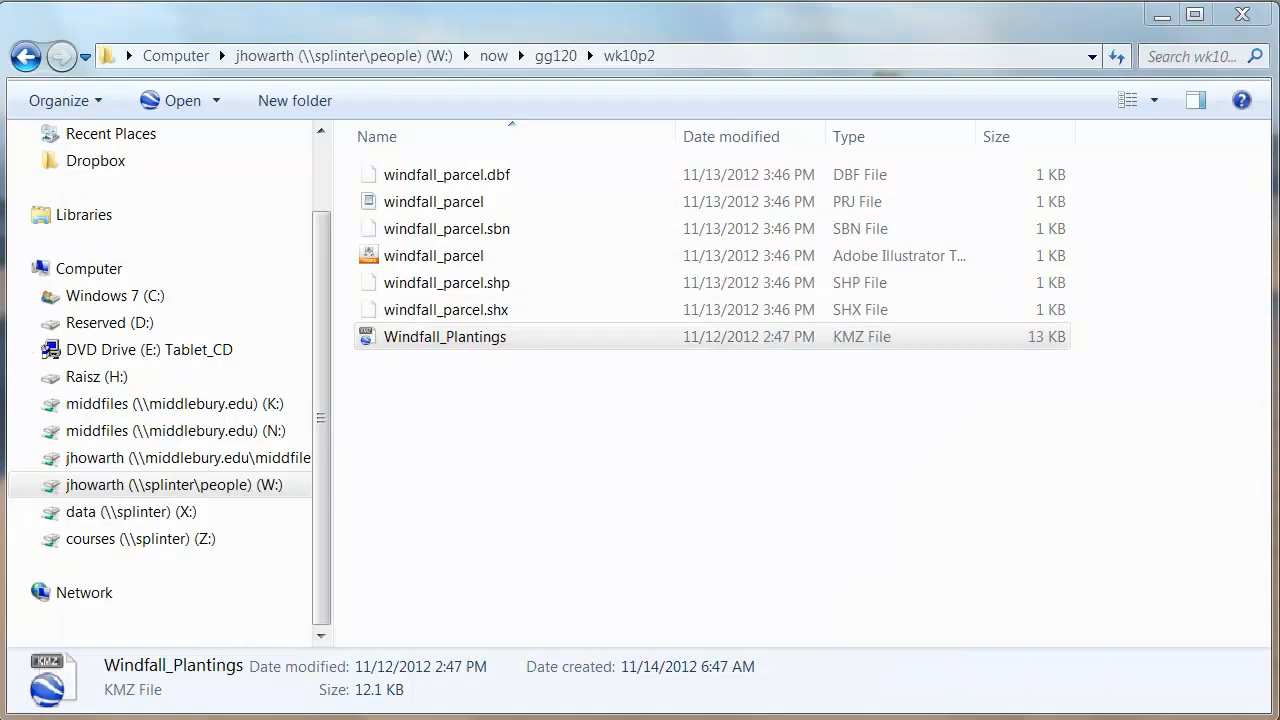 Computer jhowarth (\\splinter\people) (W:) now gg120 wk10p2 Search wk10...
Organize Open New folder
Name Date modified Type Size
Recent Places
Dropbox
Libraries
Computer
Windows 7 (C:)
Reserved (D:)
DVD Drive (E:) Tablet_CD
Raisz (H:)
middfiles (\\middlebury.edu) (K:)
middfiles (\\middlebury.edu) (N:)
jhowarth (\\middlebury.edu\middfile
jhowarth (\\splinter\people) (W:)
data (\\splinter) (X:)
courses (\\splinter) (Z:)
Network
windfall_parcel.dbf 11/13/2012 3:46 PM DBF File 1 KB
windfall_parcel 11/13/2012 3:46 PM PRJ File 1 KB
windfall_parcel.sbn 11/13/2012 3:46 PM SBN File 1 KB
windfall_parcel 11/13/2012 3:46 PM Adobe Illustrator T... 1 KB
windfall_parcel.shp 11/13/2012 3:46 PM SHP File 1 KB
windfall_parcel.shx 11/13/2012 3:46 PM SHX File 1 KB
Windfall_Plantings 11/12/2012 2:47 PM KMZ File 13 KB
KMZ
Windfall_Plantings Date modified: 11/12/2012 2:47 PM Date created: 11/14/2012 6:47 AM
KMZ File Size: 12.1 KB